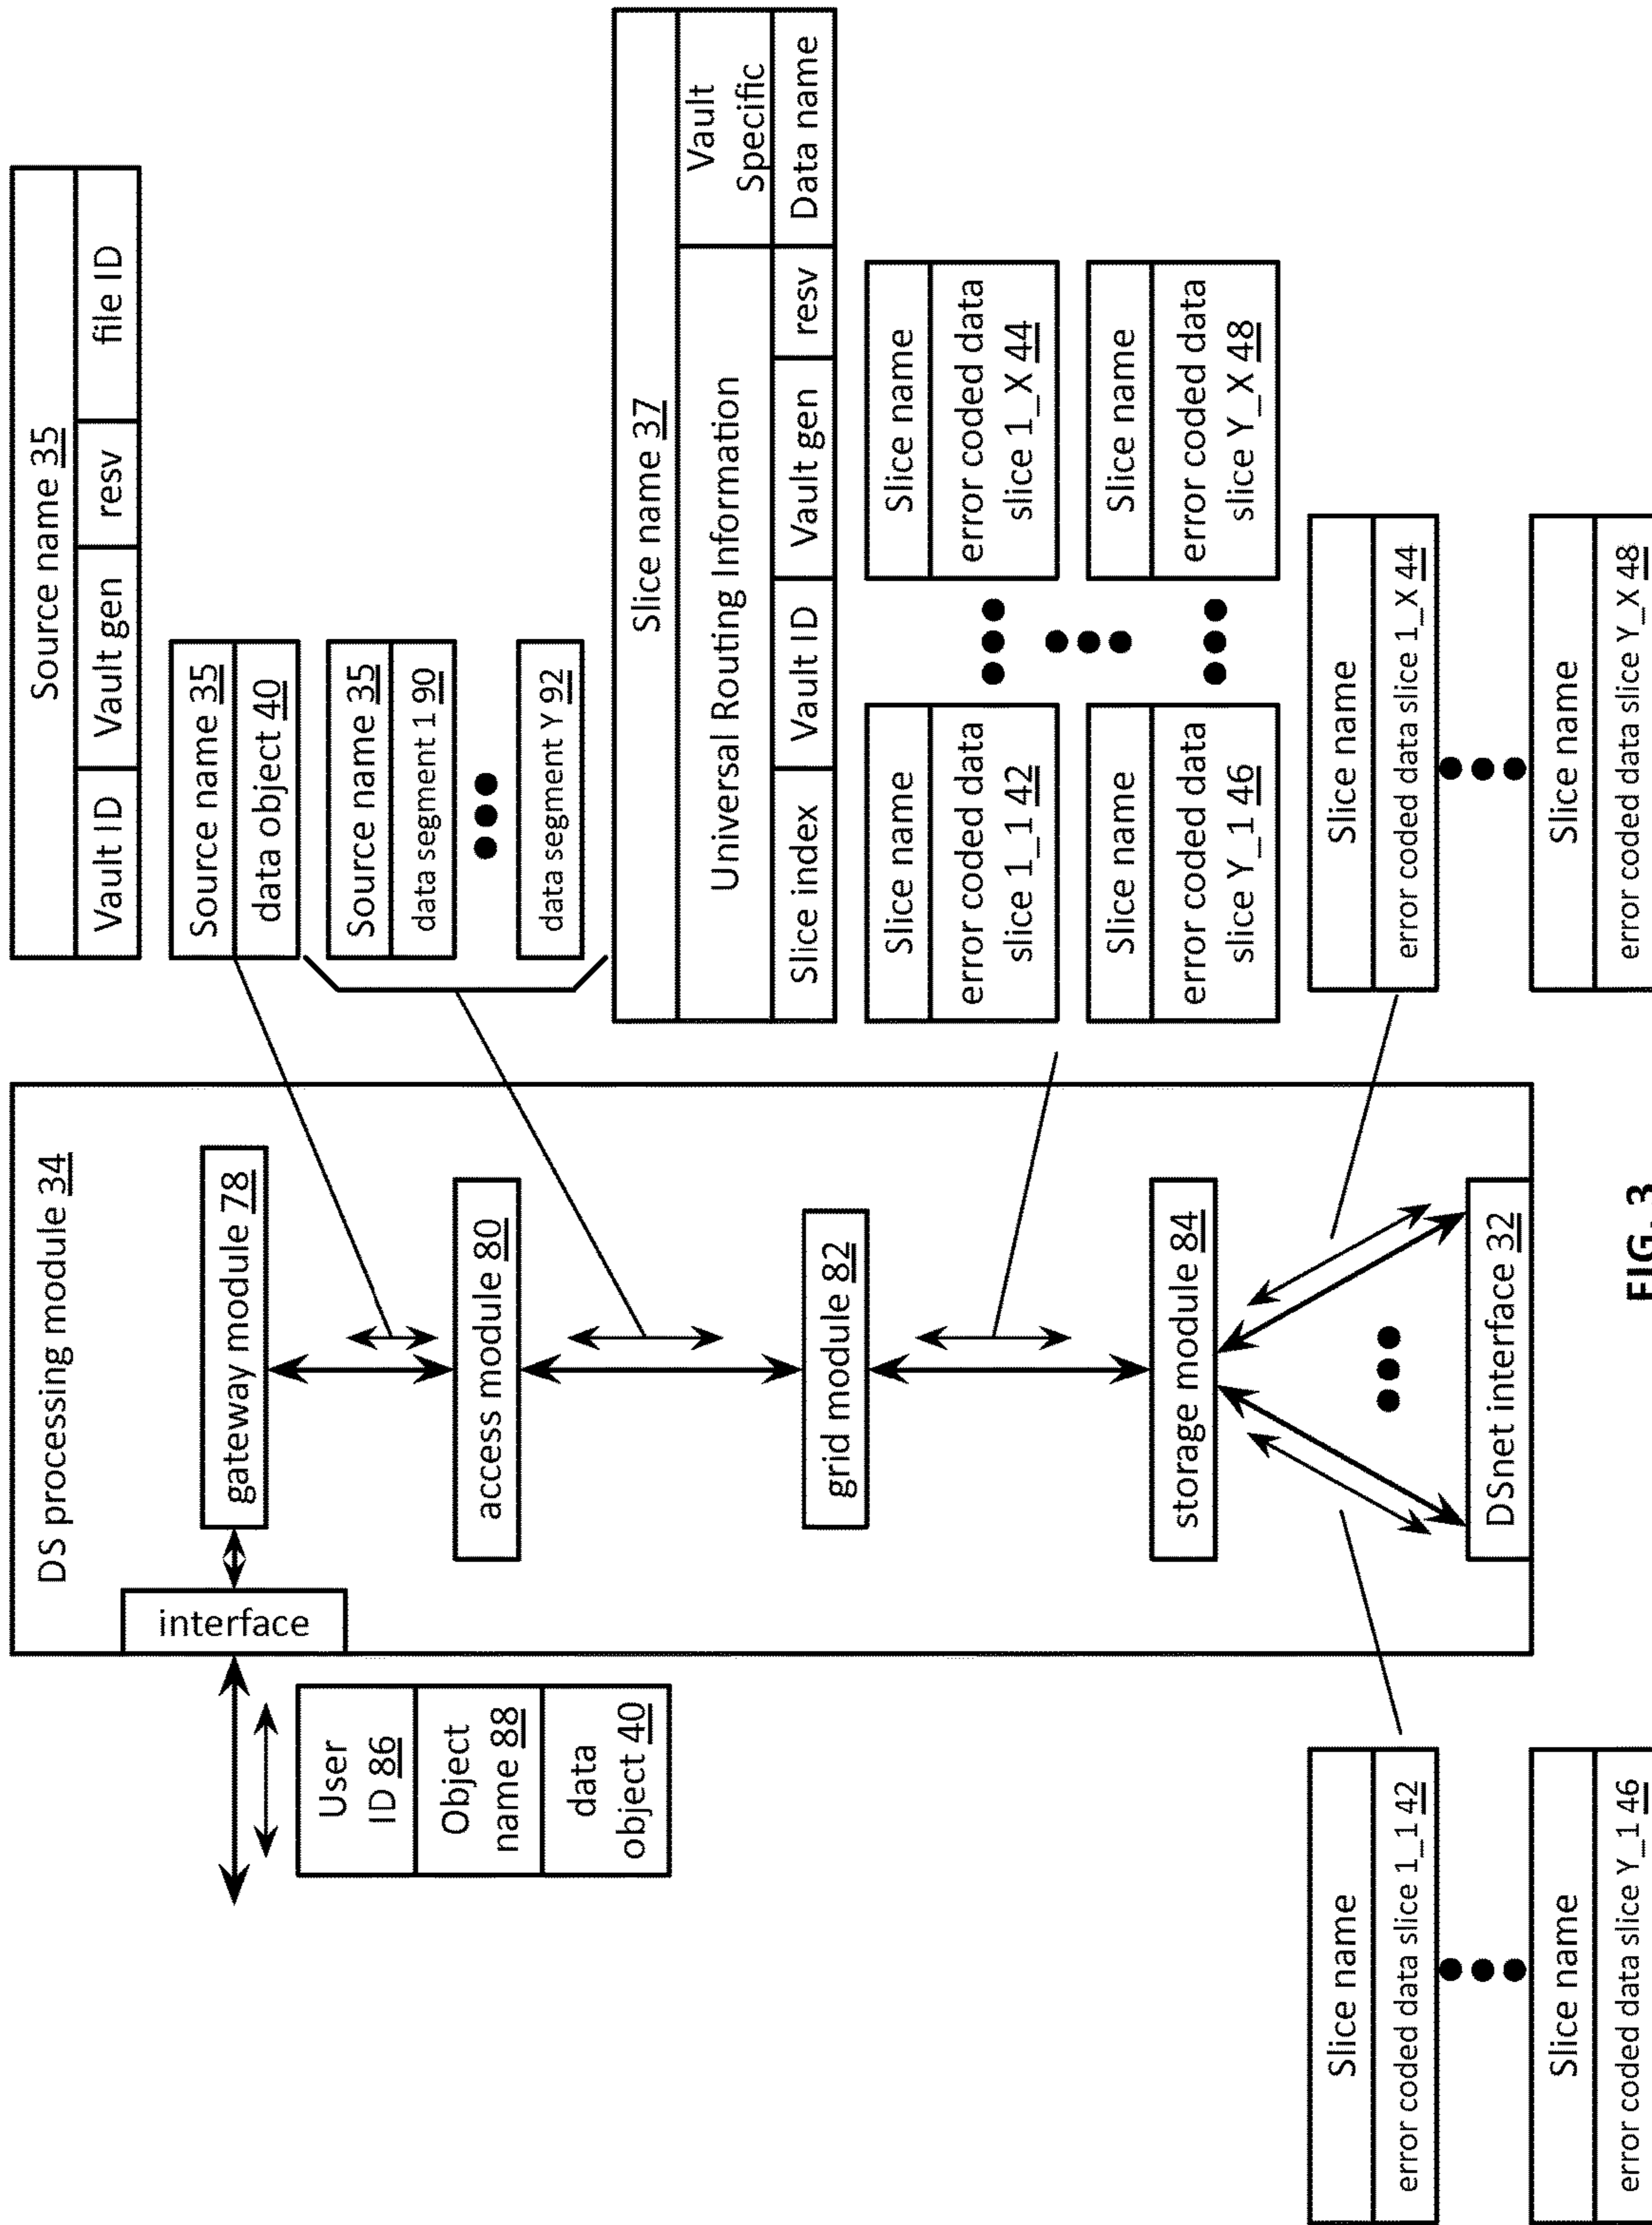 DS processing module 34
interface
gateway module 78
access module 80
grid module 82
storage module 84
DSnet interface 32
User
ID 86
Object
name 88
data
object 40
Source name 35
Vault ID
Vault gen
resv
file ID
Source name 35
data object 40
Source name 35
data segment 1 90
data segment Y 92
Slice name 37
Universal Routing Information
Vault
Specific
Slice index
Vault ID
Vault gen
resv
Data name
Slice name
error coded data
slice 1_1 42
Slice name
error coded data
slice 1_X 44
Slice name
error coded data
slice Y_1 46
Slice name
error coded data
slice Y_X 48
Slice name
error coded data slice 1_1 42
Slice name
error coded data slice Y_1 46
Slice name
error coded data slice 1_X 44
Slice name
error coded data slice Y_X 48
FIG. 3